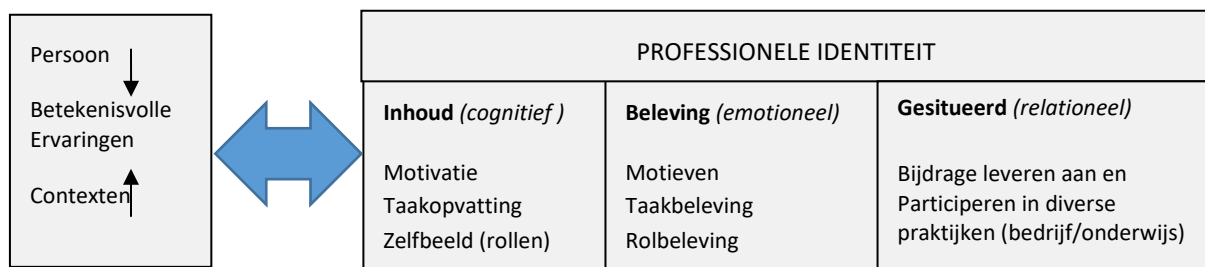 Persoon
Betekenisvolle
Ervaringen
Contexten
PROFESSIONELE IDENTITEIT
Inhoud (cognitief )
Motivatie
Taakopvatting
Zelfbeeld (rollen)
Beleving (emotioneel)
Motieven
Taakbeleving
Rolbeleving
Gesitueerd (relationeel)
Bijdrage leveren aan en
Participeren in diverse
praktijken (bedrijf/onderwijs)